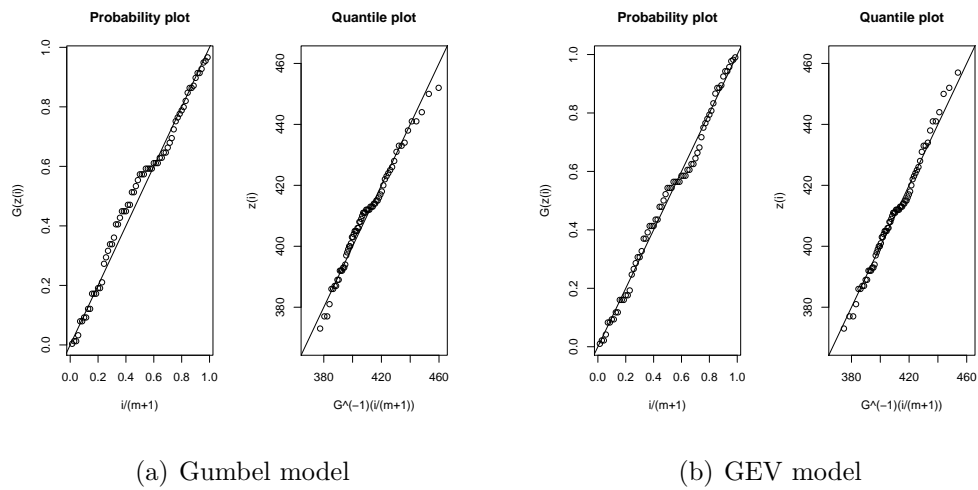 Probability plot
G(z(i))
0.0 0.2 0.4 0.6 0.8 1.0
0.0 0.2 0.4 0.6 0.8 1.0
i/(m+1)
Quantile plot
z(i)
380 400 420 440 460
380 420 460
G^(-1)(i/(m+1))
(a) Gumbel model
Probability plot
G(z(i))
0.0 0.2 0.4 0.6 0.8 1.0
0.0 0.2 0.4 0.6 0.8 1.0
i/(m+1)
Quantile plot
z(i)
380 400 420 440 460
380 420 460
G^(-1)(i/(m+1))
(b) GEV model